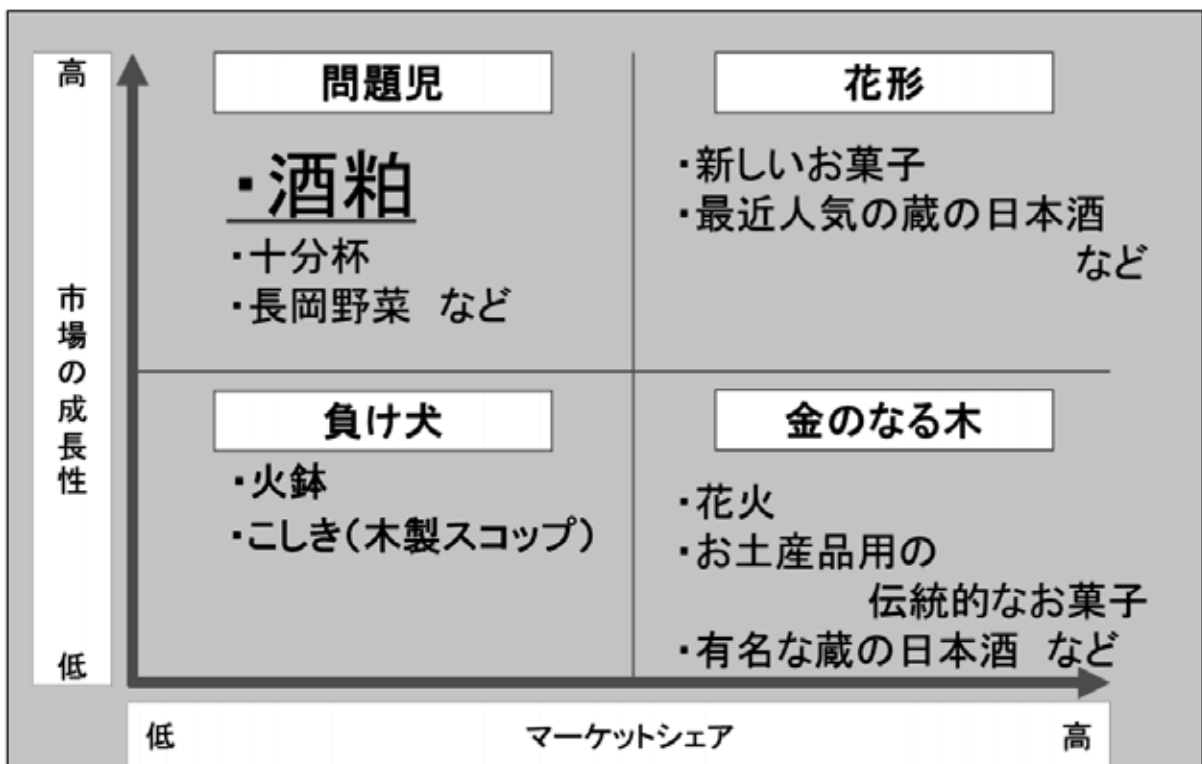 高
市場の成長性
低
問題児
・酒粕
・十分杯
・長岡野菜 など
花形
・新しいお菓子
・最近人気の蔵の日本酒
など
負け犬
・火鉢
・こしき(木製スコップ)
金のなる木
・花火
・お土産品用の
伝統的なお菓子
・有名な蔵の日本酒 など
低
マーケットシェア
高